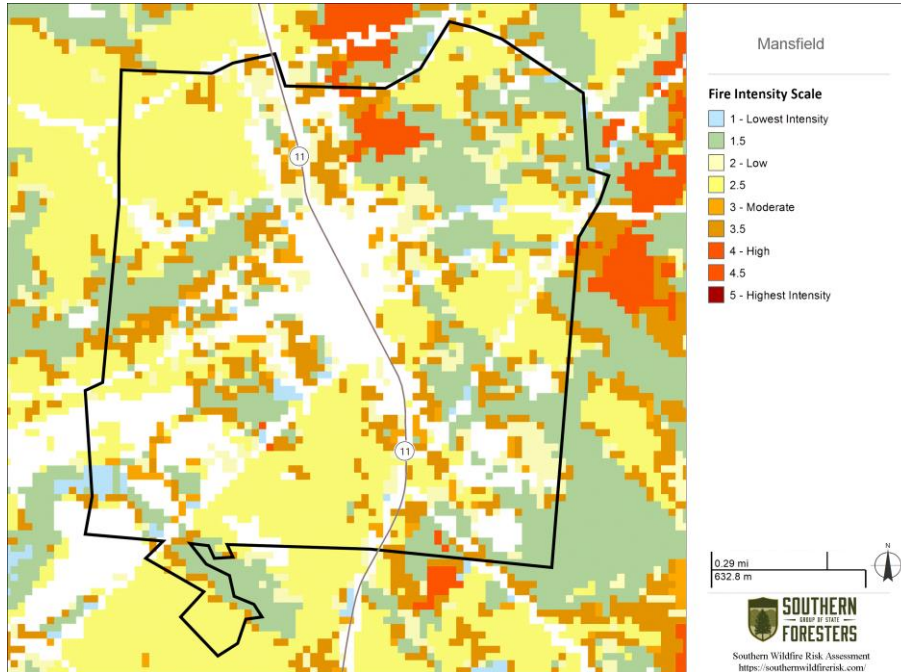 Mansfield
Fire Intensity Scale
1 - Lowest Intensity
1.5
2 - Low
2.5
3 - Moderate
3.5
4 - High
4.5
5 - Highest Intensity
11
11
0.29 mi
632.8 m
N
SOUTHERN
GROUP OF STATE
FORESTERS
Southern Wildfire Risk Assessment
https://southernwildfirerisk.com/